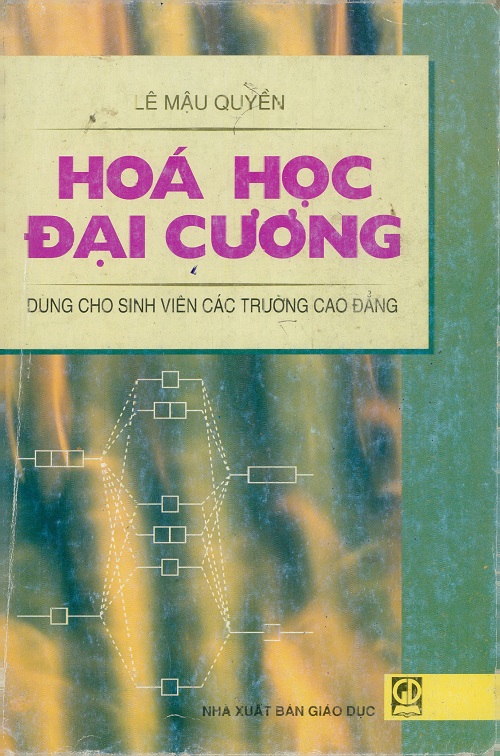 LÊ MẬU QUYỀN
HOÁ HỌC
ĐẠI CƯƠNG
DÙNG CHO SINH VIÊN CÁC TRƯỜNG CAO ĐẲNG
NHÀ XUẤT BẢN GIÁO DỤC
GD